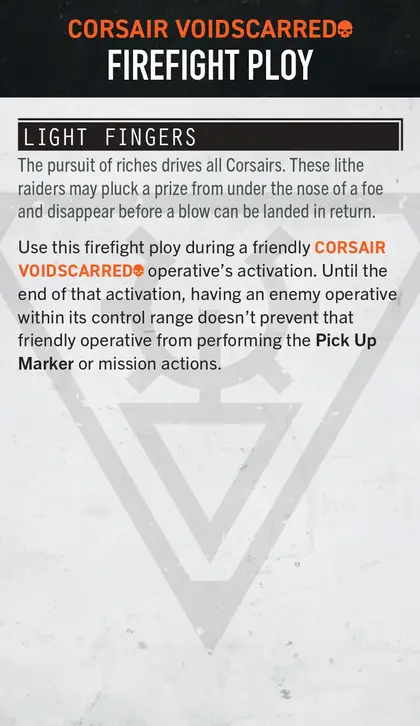 CORSAIR VOIDSCARRED
FIREFIGHT PLOY
LIGHT FINGERS
The pursuit of riches drives all Corsairs. These lithe
raiders may pluck a prize from under the nose of a foe
and disappear before a blow can be landed in return.
Use this firefight ploy during a friendly CORSAIR
VOIDSCARRED operative's activation. Until the
end of that activation, having an enemy operative
within its control range doesn't prevent that
friendly operative from performing the Pick Up
Marker or mission actions.